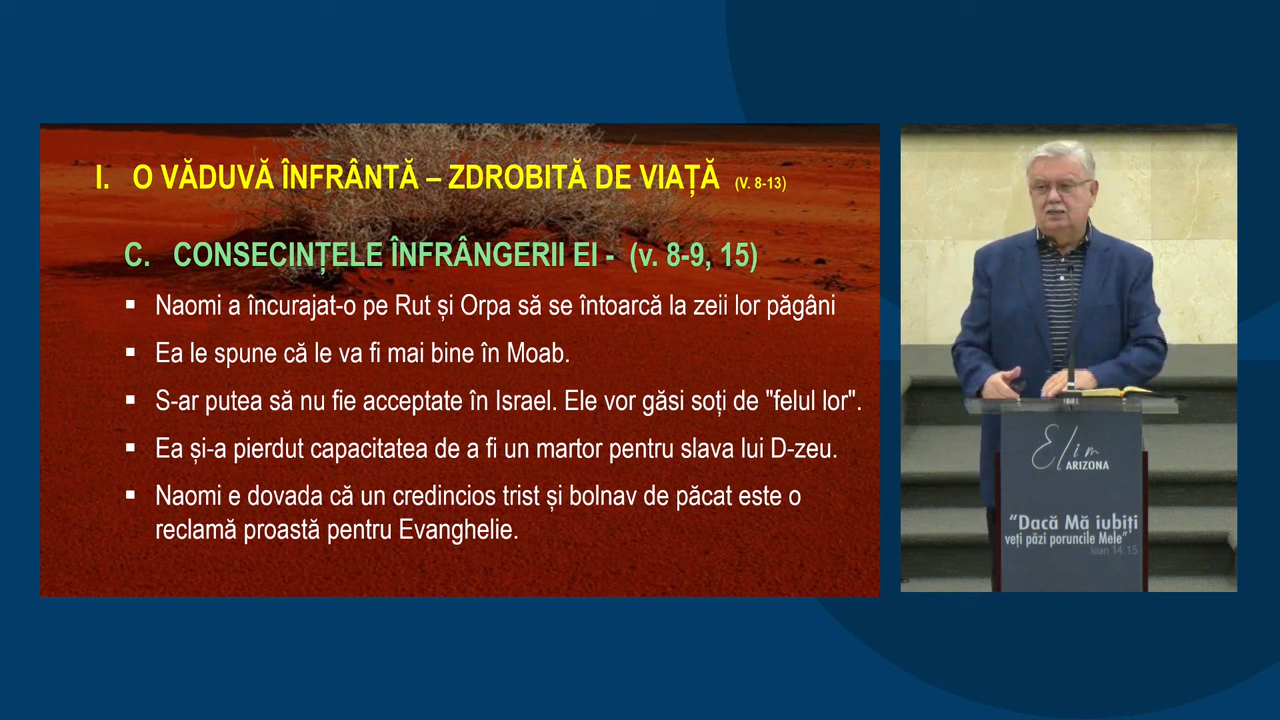 I. O VĂDUVĂ ÎNFRÂNTĂ – ZDROBITĂ DE VIAȚĂ (V. 8-13)
C. CONSECINȚELE ÎNFRÂNGERII EI - (v. 8-9, 15)
▪ Naomi a încurajat-o pe Rut și Orpa să se întoarcă la zeii lor păgâni
▪ Ea le spune că le va fi mai bine în Moab.
▪ S-ar putea să nu fie acceptate în Israel. Ele vor găsi soți de "felul lor".
▪ Ea și-a pierdut capacitatea de a fi un martor pentru slava lui D-zeu.
▪ Naomi e dovada că un credincios trist și bolnav de păcat este o
reclamă proastă pentru Evanghelie.
Elim
ARIZONA
“Dacă Mă iubiți
veți păzi poruncile Mele”
Ioan 14:15